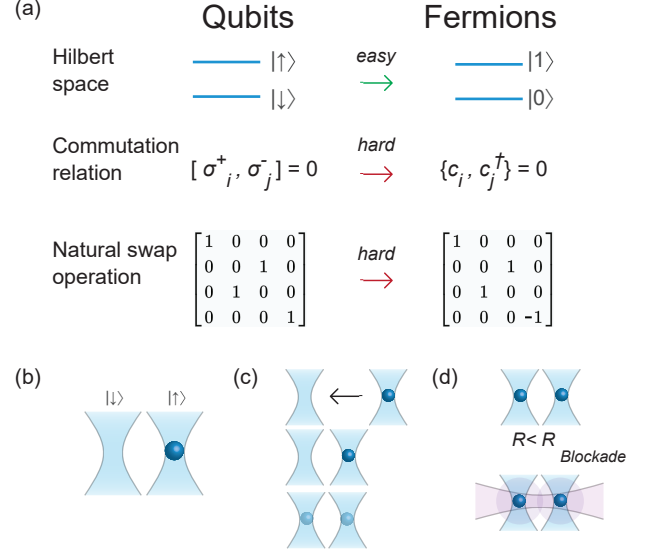 (a)
Qubits Fermions
Hilbert space
|↑⟩
|↓⟩
easy
|1⟩
|0⟩
Commutation relation
[ σ⁺ᵢ , σ⁻ⱼ ] = 0
hard
{cᵢ , cⱼ†} = 0
Natural swap operation
1 0 0 0
0 0 1 0
0 1 0 0
0 0 0 1
hard
1 0 0 0
0 0 1 0
0 1 0 0
0 0 0 -1
(b)
|↓⟩ |↑⟩
(c)
(d)
R< R
Blockade